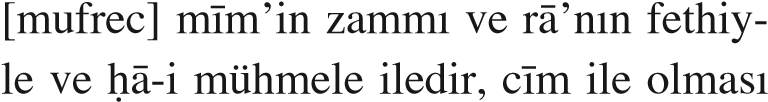 [mufrec] mīm’in zammı ve rā’nın fethiy-
le ve ḥā-i mühmele iledir, cīm ile olması